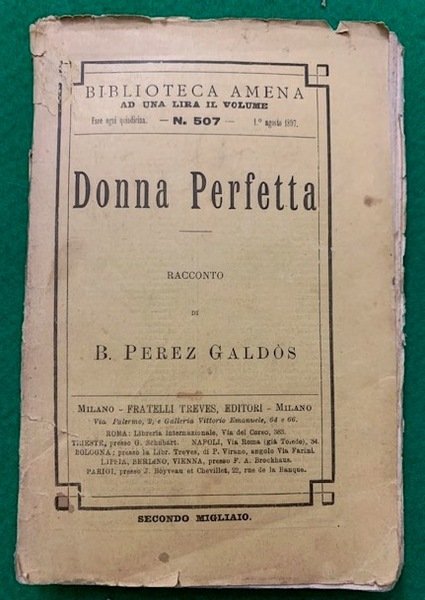 BIBLIOTECA AMENA
AD UNA LIRA IL VOLUME
Esce ogni quindicina. — N. 507 — 1.º agosto 1897.
Donna Perfetta
RACCONTO
DI
B. PEREZ GALDÒS
MILANO - FRATELLI TREVES, EDITORI - MILANO
Via Palermo, 2, e Galleria Vittorio Emanuele, 64 e 66.
ROMA: Libreria Internazionale, Via del Corso, 383.
TRIESTE, presso G. Schubart. NAPOLI, Via Roma (già Toledo), 34.
BOLOGNA: presso la Libr. Treves, di P. Virano, angolo Via Farini.
LIPSIA, BERLINO, VIENNA, presso F. A. Brockhaus.
PARIGI, presso J. Boyveau et Chevillet, 22, rue de la Banque.
SECONDO MIGLIAIO.